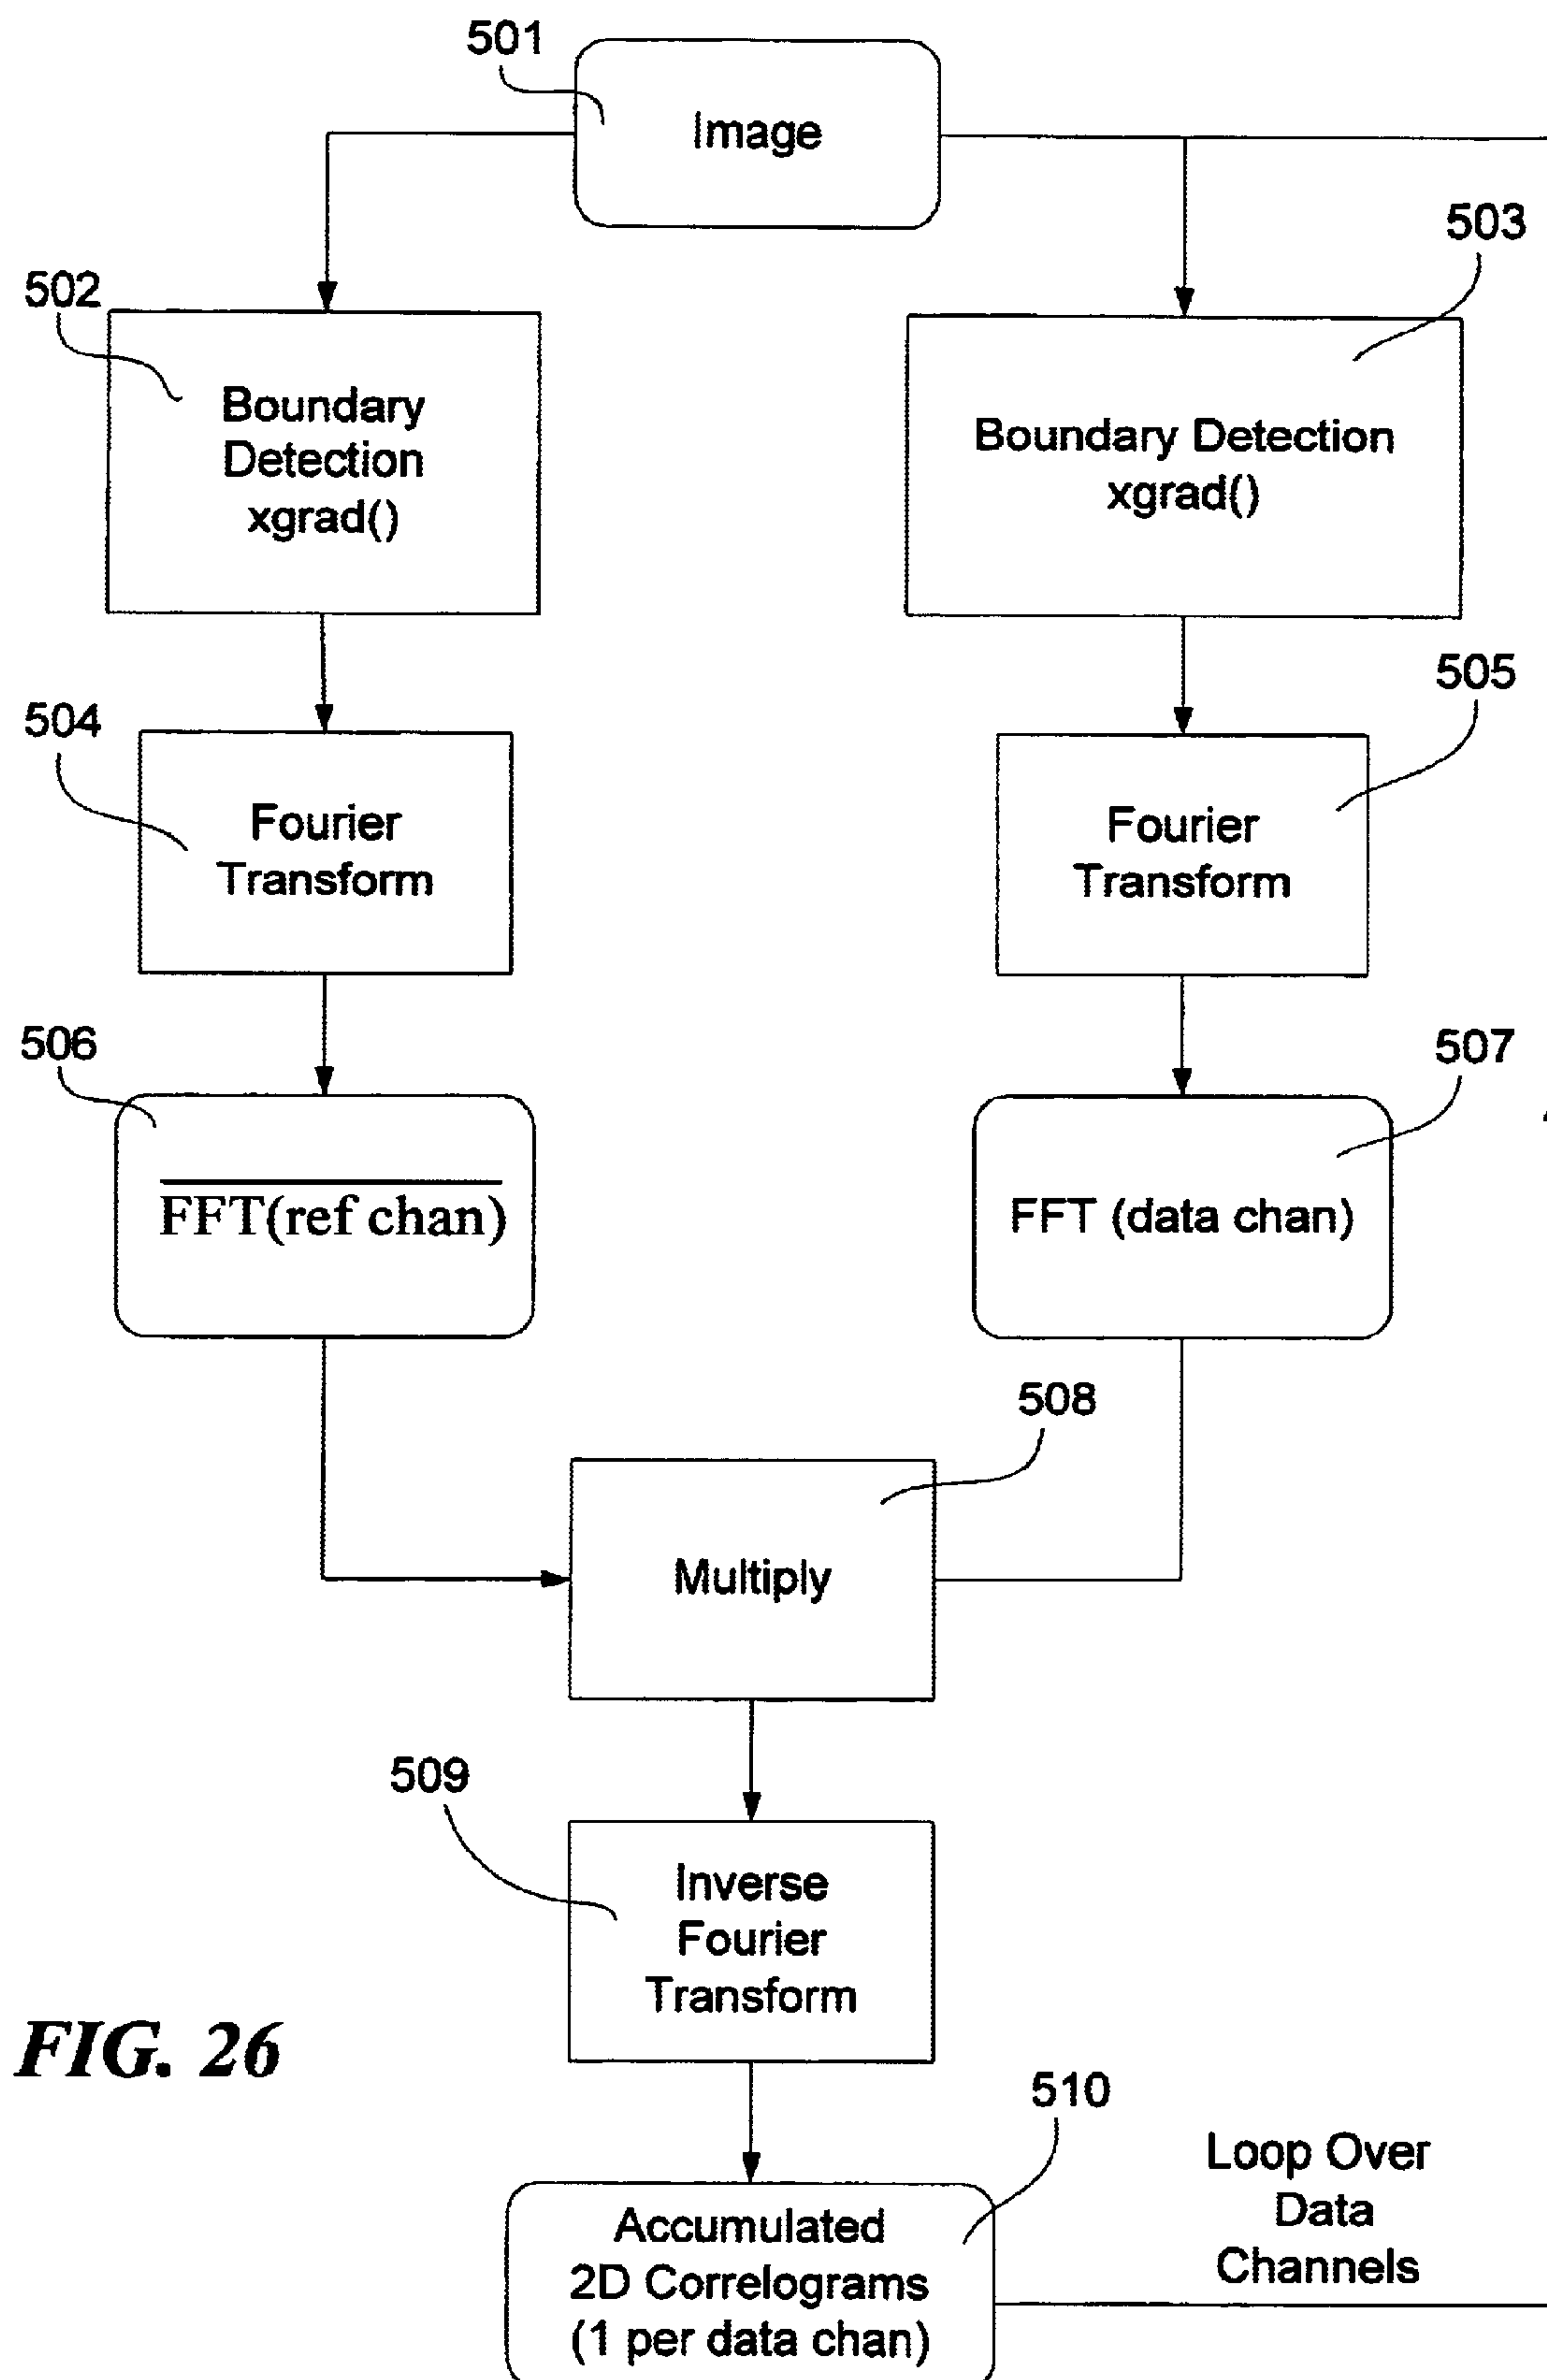 501
Image
503
502
Boundary
Detection
xgrad()
Boundary Detection
xgrad()
505
504
Fourier
Transform
Fourier
Transform
506
507
FFT(ref chan)
FFT (data chan)
508
Multiply
509
Inverse
Fourier
Transform
FIG. 26
510
Loop Over
Data
Channels
Accumulated
2D Correlograms
(1 per data chan)